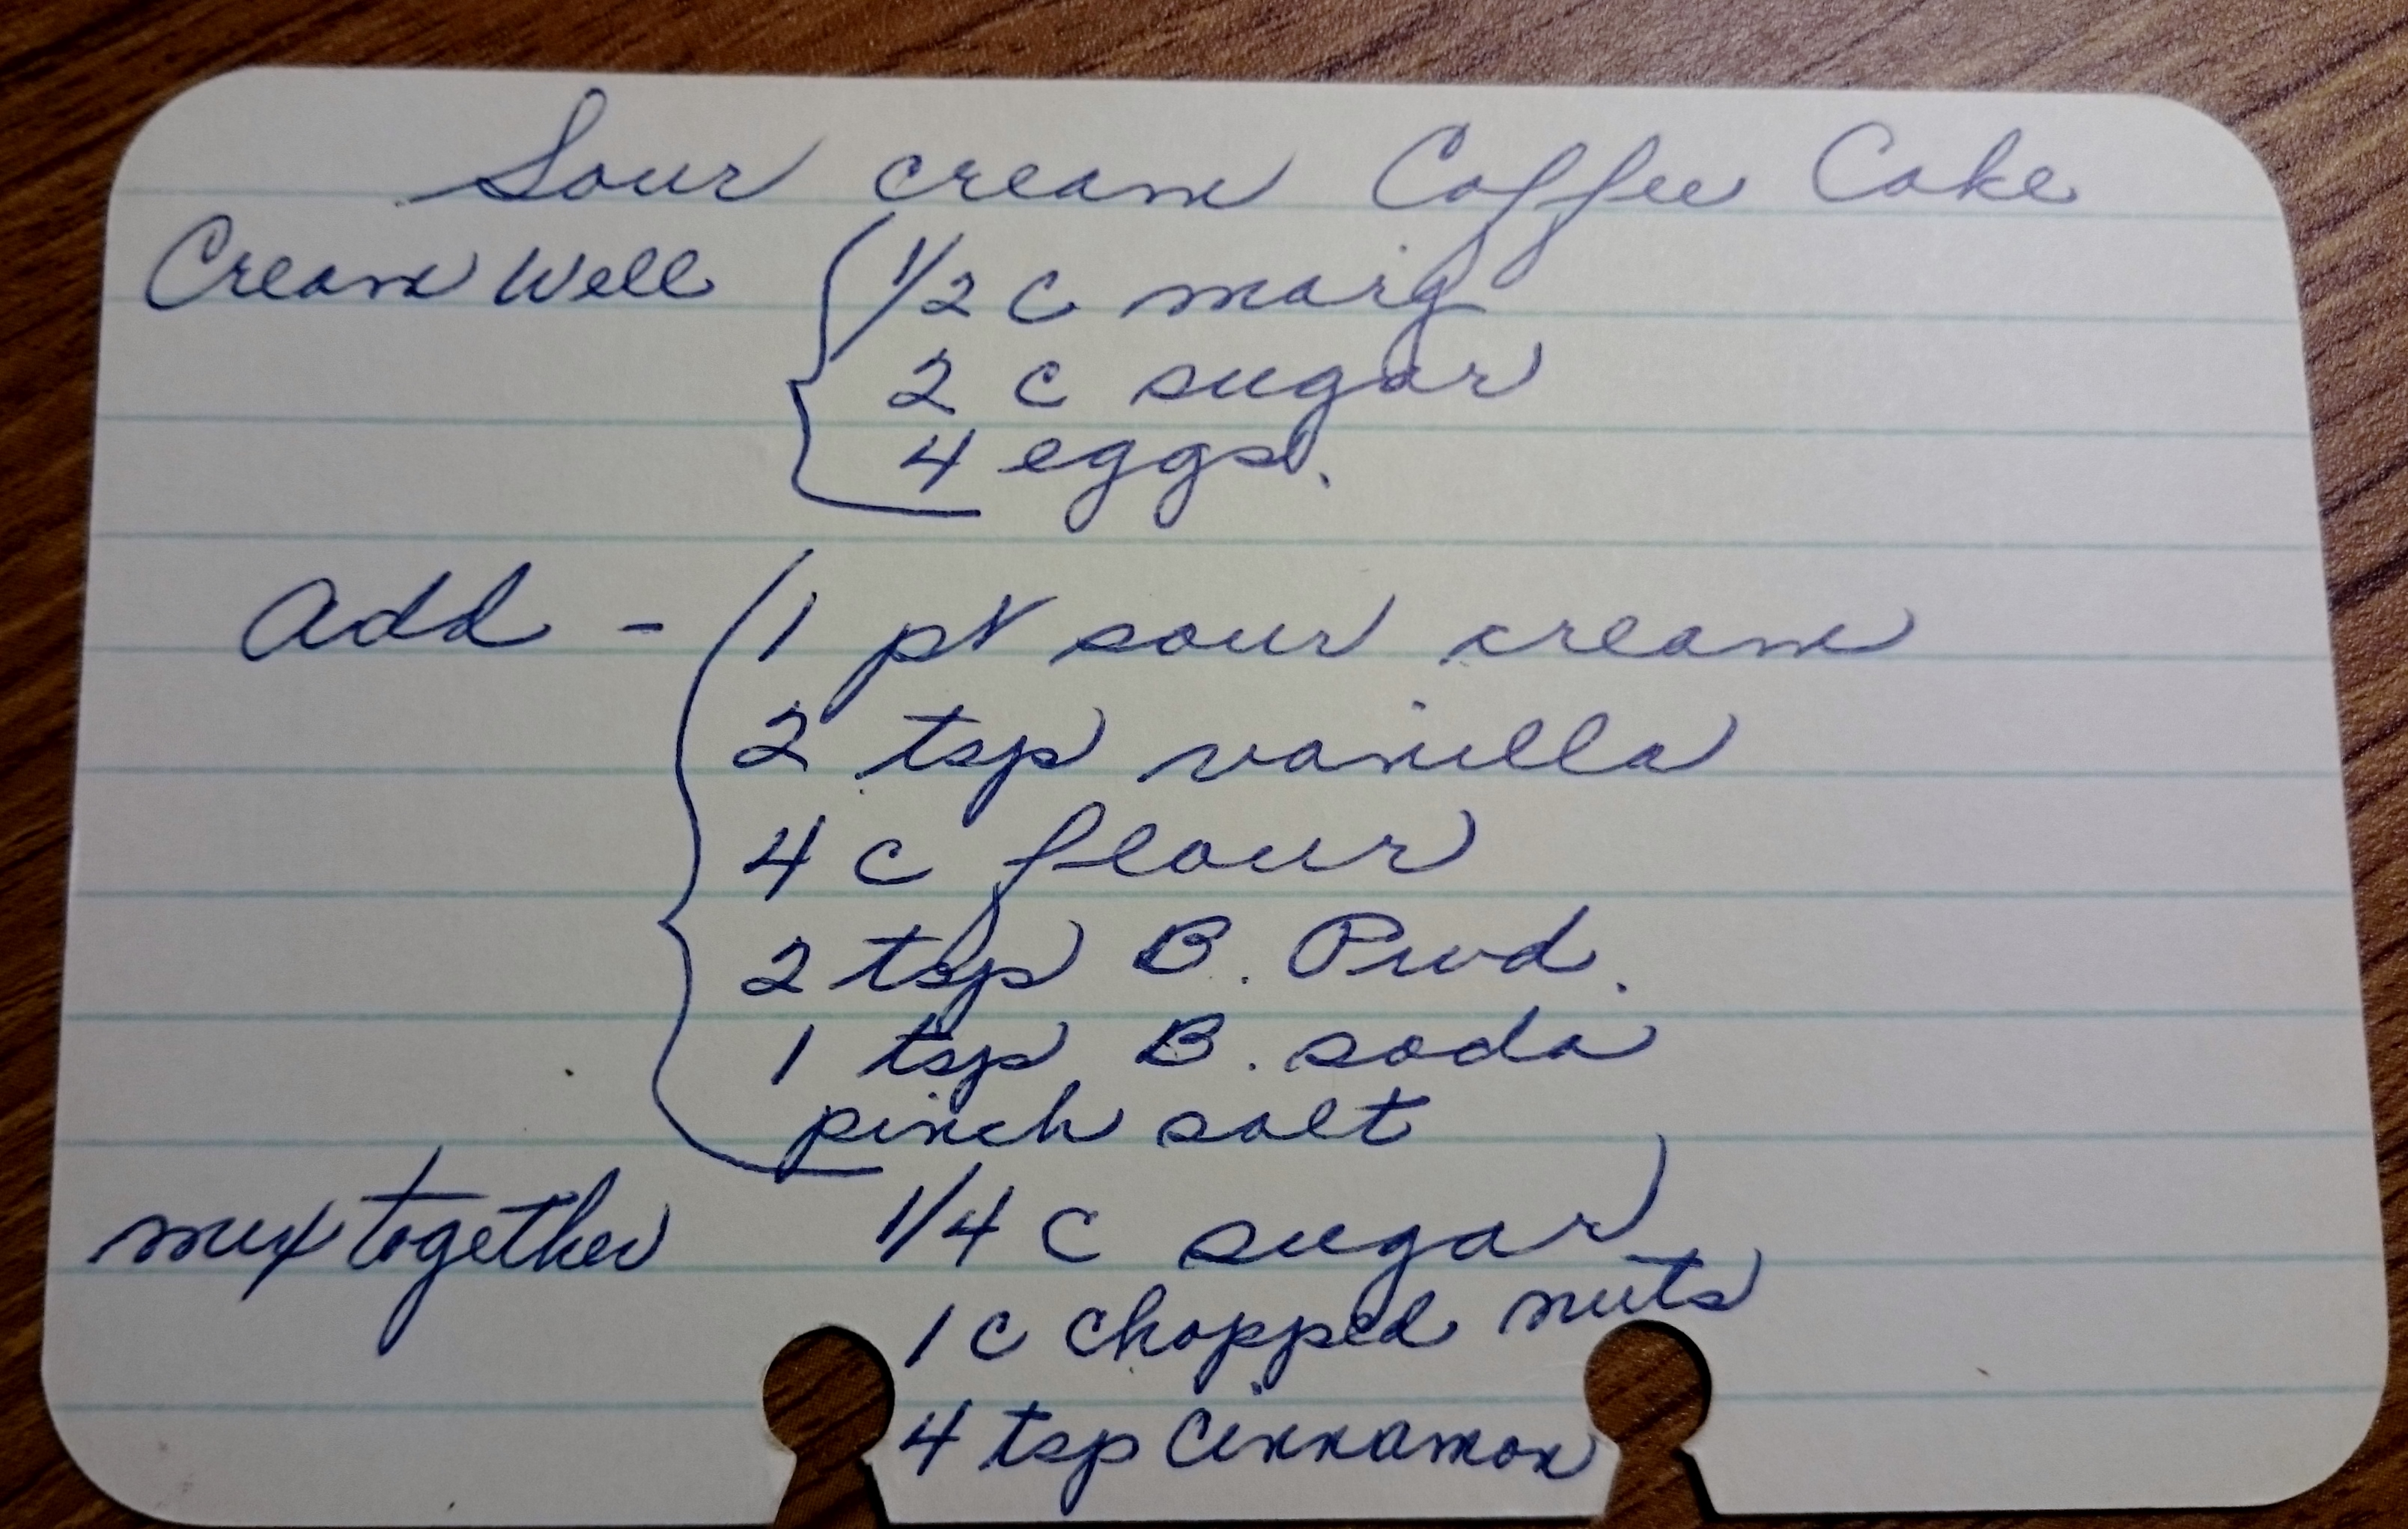 Sour cream Coffee Cake
Cream Well 1/2 c marg
2 c sugar
4 eggs.
add - 1 pt sour cream
2 tsp vanilla
4 c flour
2 tsp B. Pwd.
1 tsp B. soda
pinch salt
mix together 1/4 c sugar
1 c chopped nuts
4 tsp Cinnamon